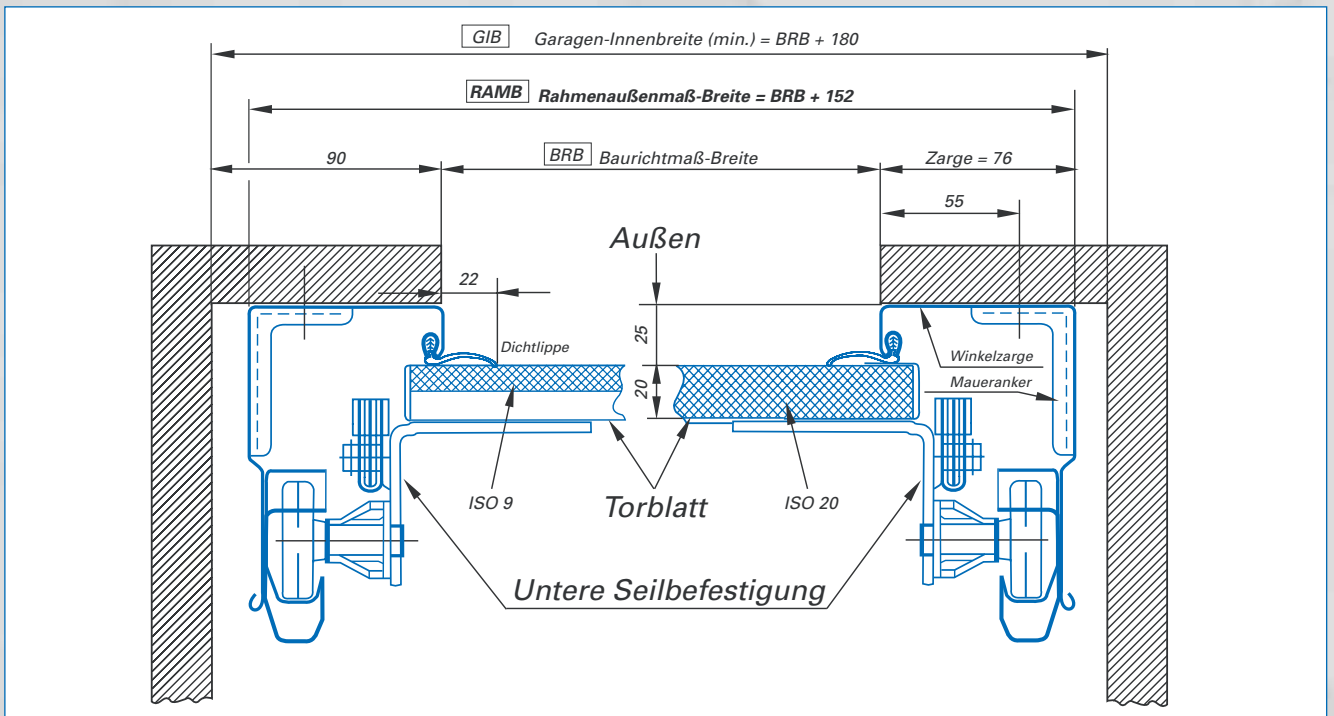 GIB Garagen-Innenbreite (min.) = BRB + 180
RAMB Rahmenaußenmaß-Breite = BRB + 152
90
BRB Baurichtmaß-Breite
Zarge = 76
55
Außen
22
25
Dichtlippe
Winkelzarge
Maueranker
20
ISO 9
Torblatt
ISO 20
Untere Seilbefestigung